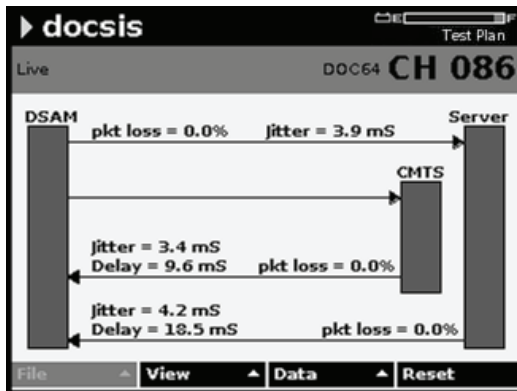 docsis
E F
Test Plan
Live DOC64 CH 086
DSAM Server
pkt loss = 0.0% Jitter = 3.9 mS
CMTS
Jitter = 3.4 mS
Delay = 9.6 mS pkt loss = 0.0%
Jitter = 4.2 mS
Delay = 18.5 mS pkt loss = 0.0%
File View Data Reset